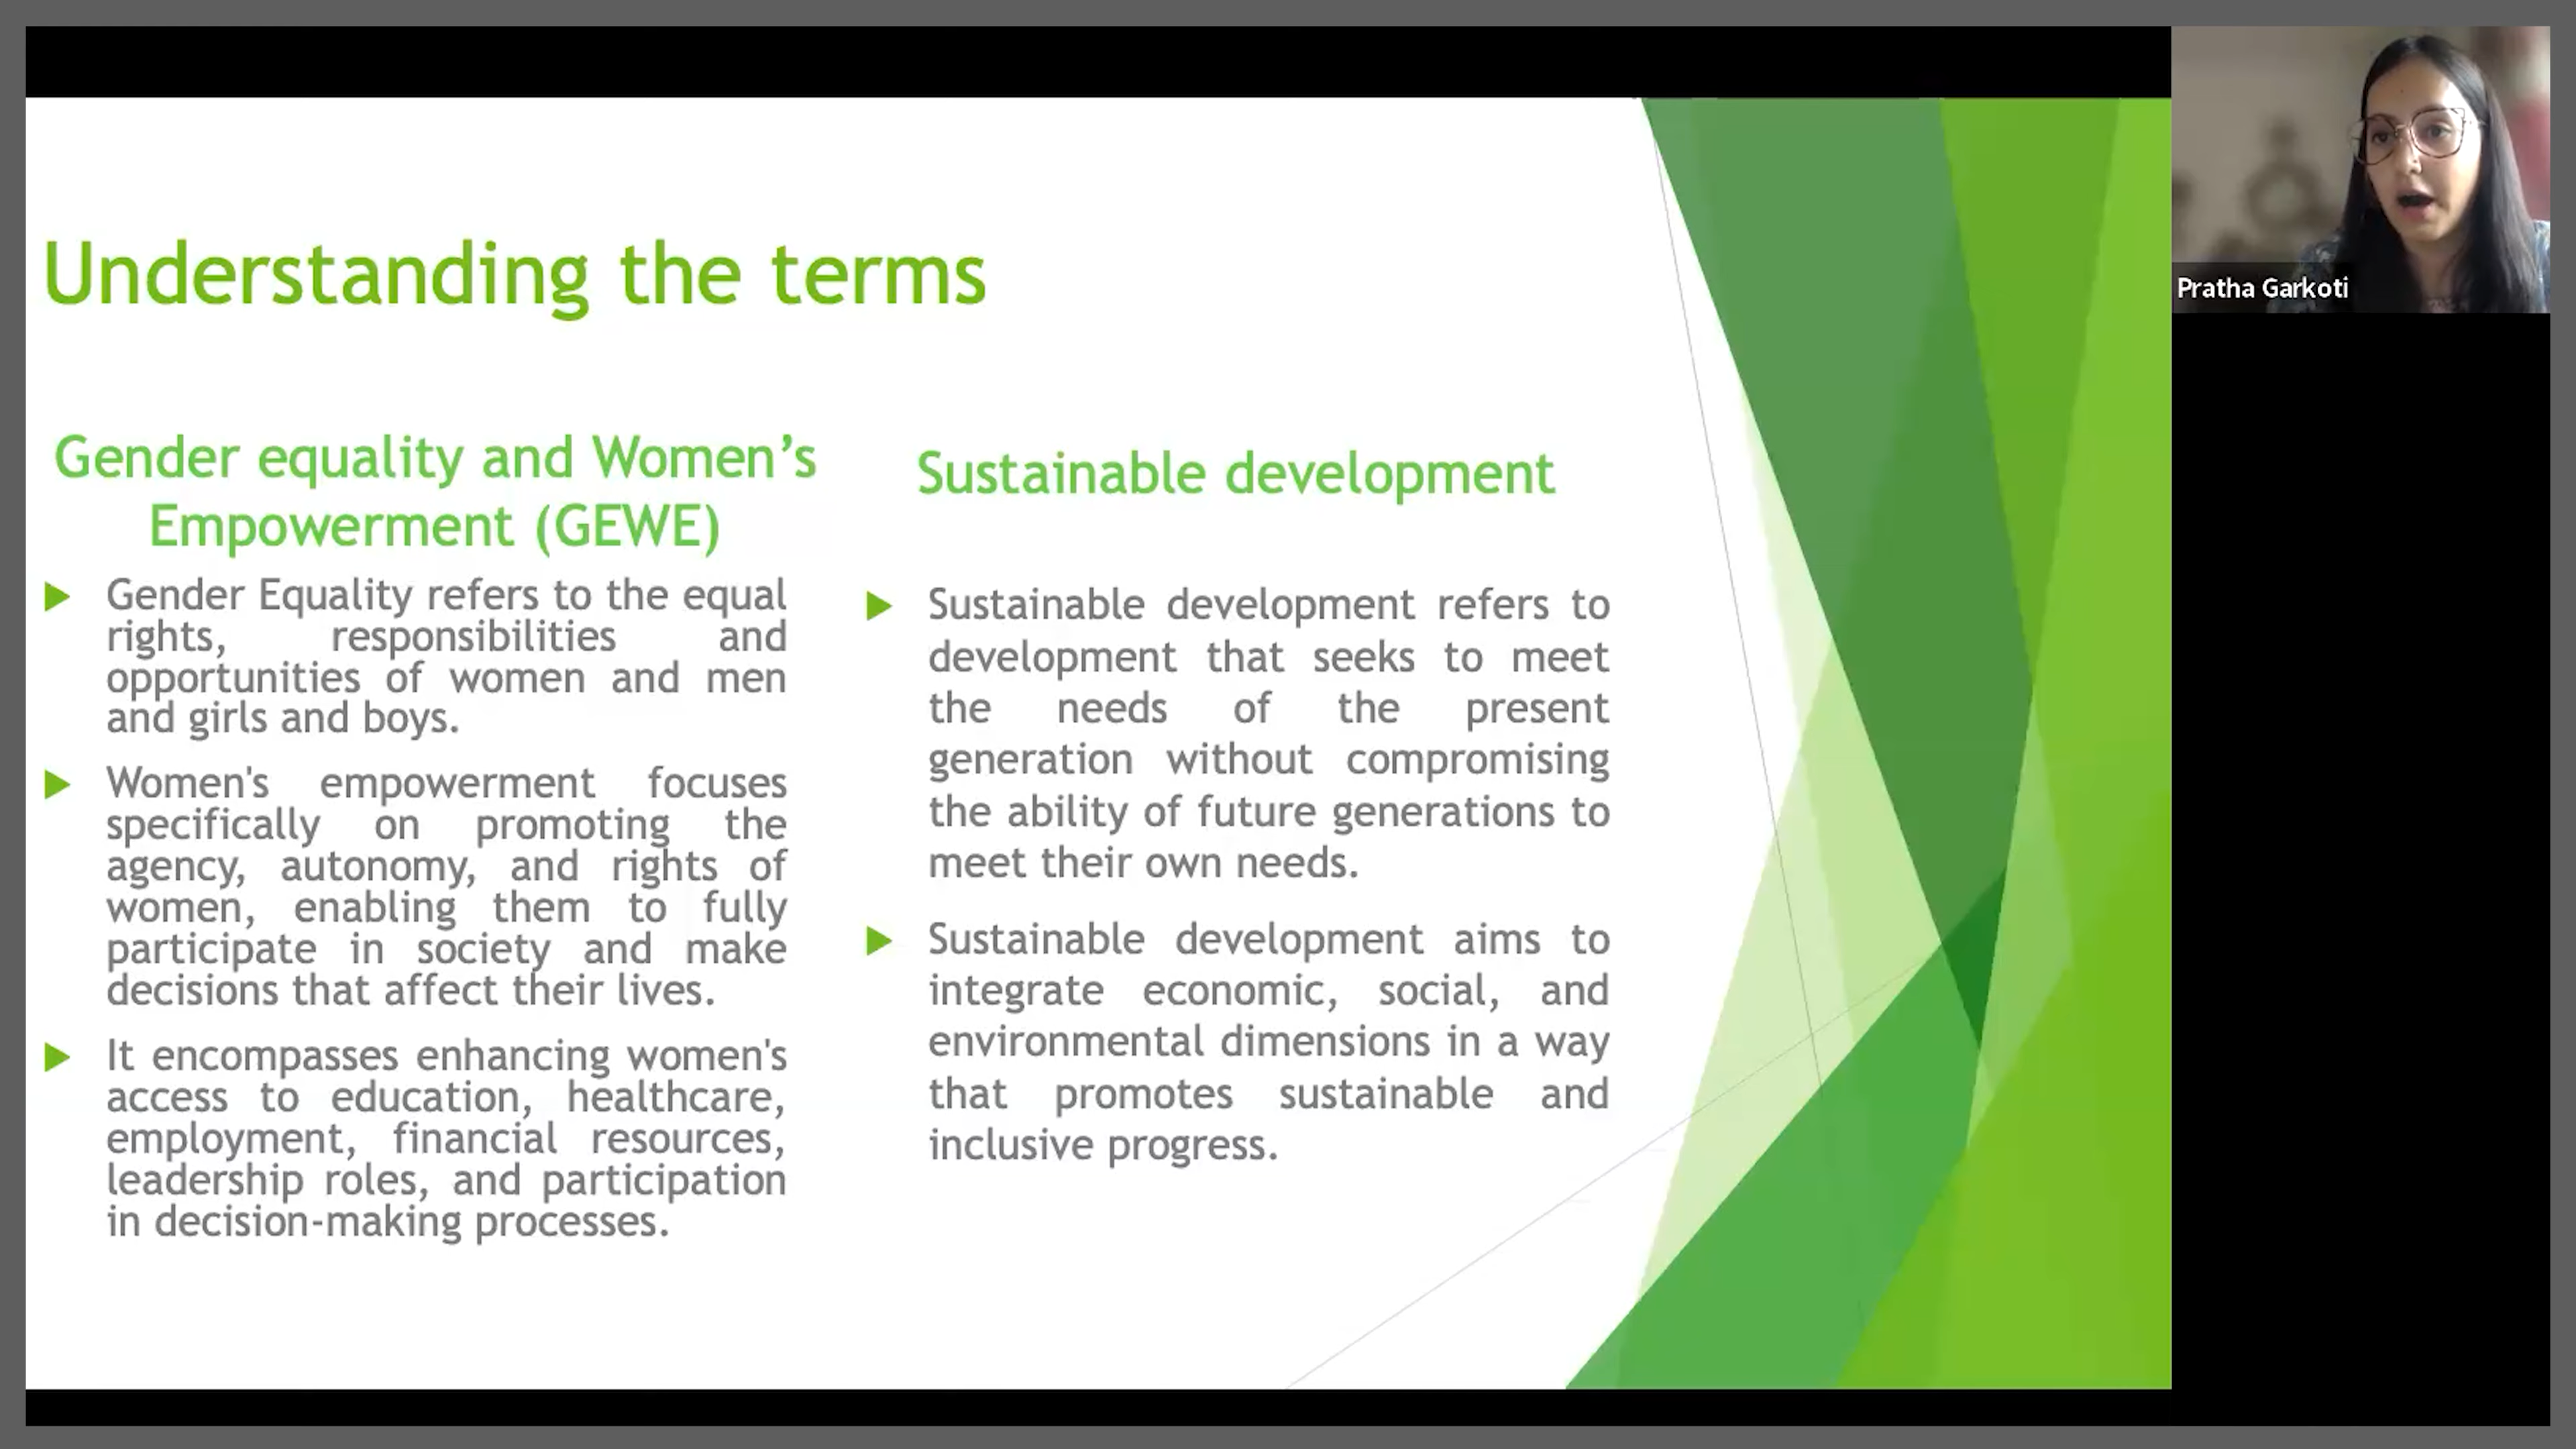 Understanding the terms
Gender equality and Women’s
Empowerment (GEWE)
Gender Equality refers to the equal
rights, responsibilities and
opportunities of women and men
and girls and boys.
Women's empowerment focuses
specifically on promoting the
agency, autonomy, and rights of
women, enabling them to fully
participate in society and make
decisions that affect their lives.
It encompasses enhancing women's
access to education, healthcare,
employment, financial resources,
leadership roles, and participation
in decision-making processes.
Sustainable development
Sustainable development refers to
development that seeks to meet
the needs of the present
generation without compromising
the ability of future generations to
meet their own needs.
Sustainable development aims to
integrate economic, social, and
environmental dimensions in a way
that promotes sustainable and
inclusive progress.
Pratha Garkoti